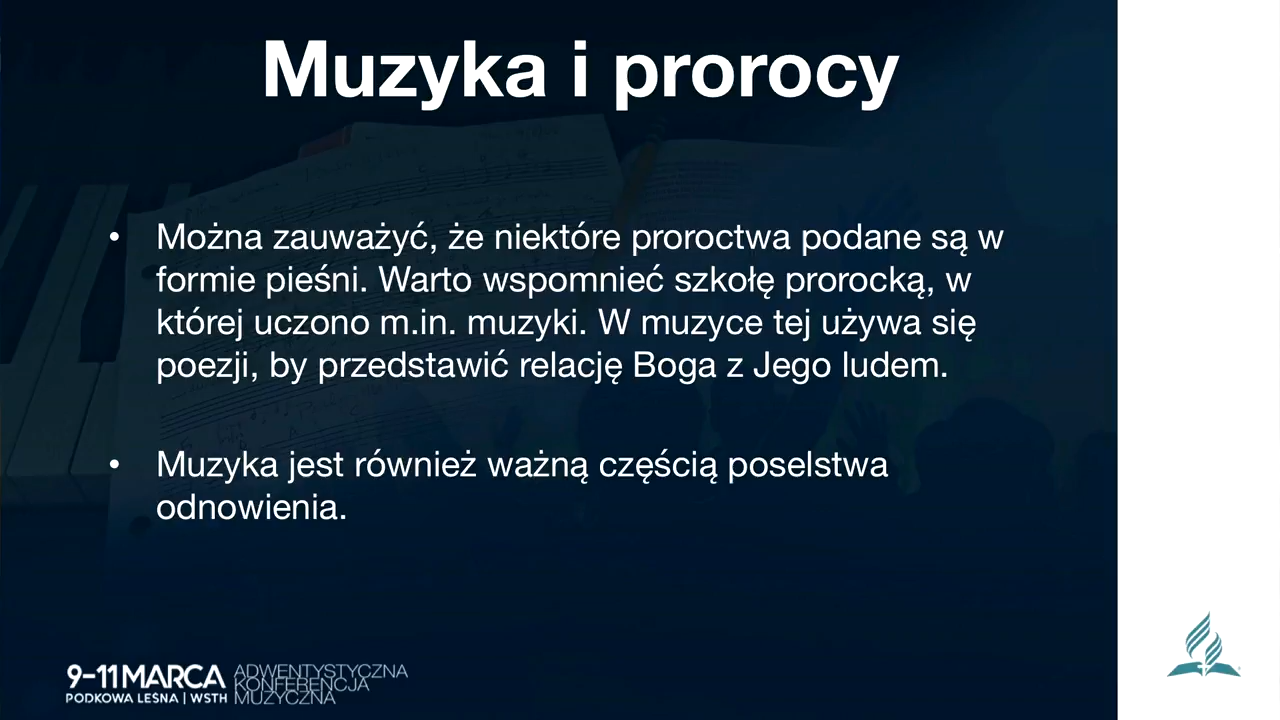 Muzyka i prorocy
• Można zauważyć, że niektóre proroctwa podane są w
formie pieśni. Warto wspomnieć szkołę prorocką, w
której uczono m.in. muzyki. W muzyce tej używa się
poezji, by przedstawić relację Boga z Jego ludem.
• Muzyka jest również ważną częścią poselstwa
odnowienia.
9-11 MARCA
PODKOWA LEŚNA | WSTH
ADWENTYSTYCZNA
KONFERENCJA
MUZYCZNA